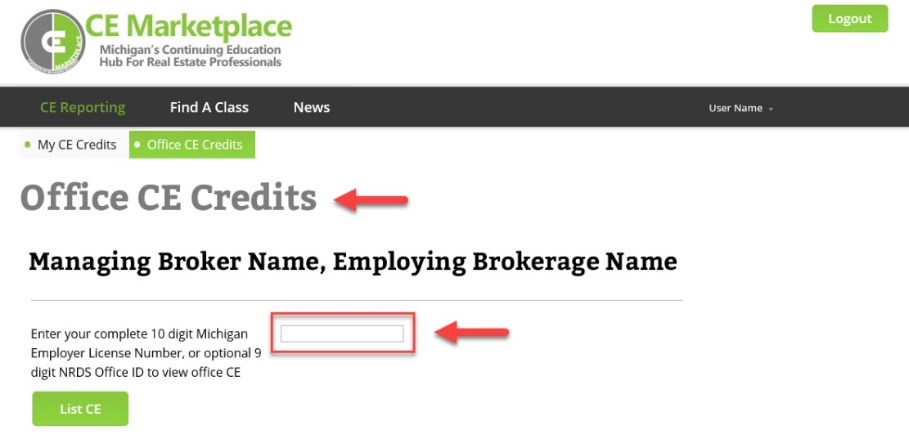 CE Marketplace
Michigan's Continuing Education
Hub For Real Estate Professionals
Logout
CE Reporting
Find A Class
News
User Name
My CE Credits
Office CE Credits
Office CE Credits
Managing Broker Name, Employing Brokerage Name
Enter your complete 10 digit Michigan
Employer License Number, or optional 9
digit NRDS Office ID to view office CE
List CE